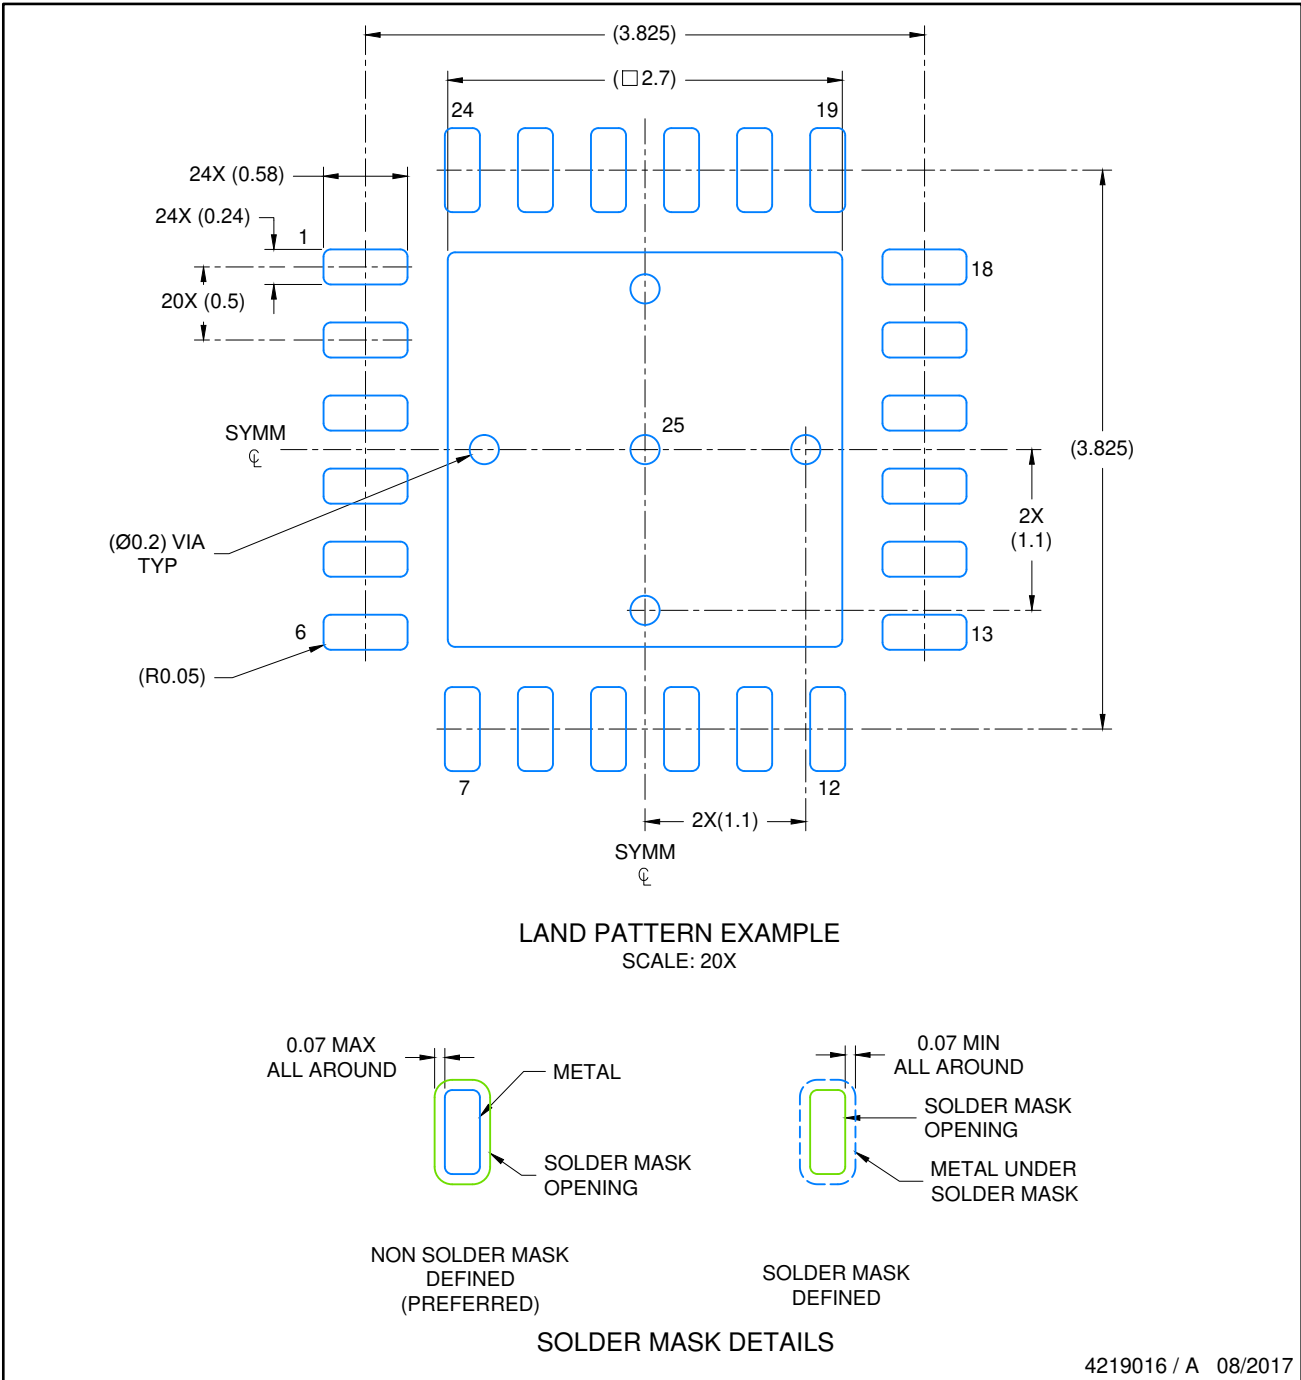 (3.825)
(□2.7)
24
19
24X (0.58)
24X (0.24)
1
18
20X (0.5)
25
SYMM
℄
(3.825)
2X
(1.1)
(Ø0.2) VIA
TYP
6
13
(R0.05)
7
12
2X(1.1)
SYMM
℄
LAND PATTERN EXAMPLE
SCALE: 20X
0.07 MAX
ALL AROUND
METAL
SOLDER MASK
OPENING
NON SOLDER MASK
DEFINED
(PREFERRED)
0.07 MIN
ALL AROUND
SOLDER MASK
OPENING
METAL UNDER
SOLDER MASK
SOLDER MASK
DEFINED
SOLDER MASK DETAILS
4219016 / A 08/2017